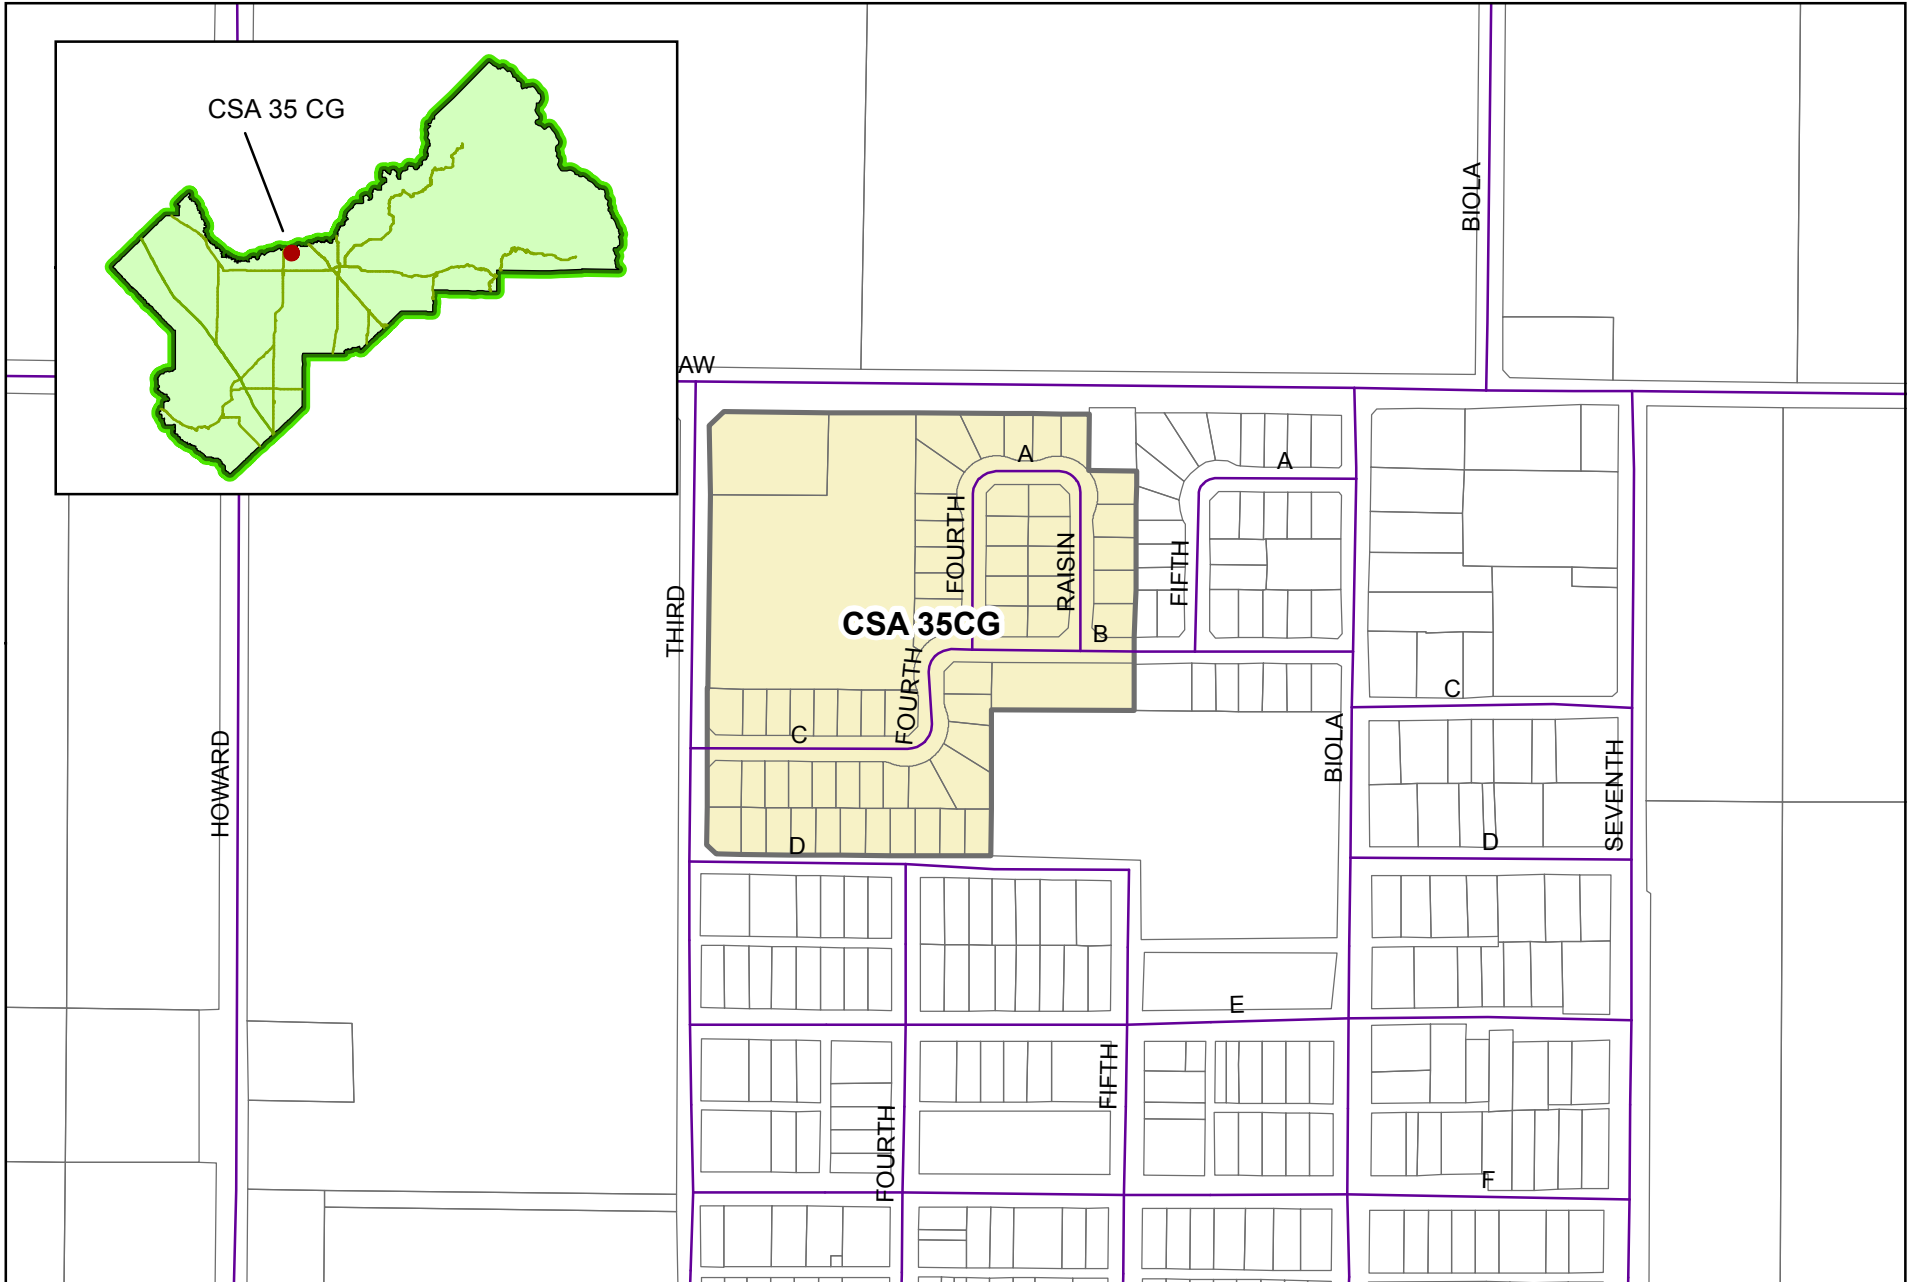 CSA 35 CG
BIOLA
AW
A
A
FOURTH
RAISIN
FIFTH
THIRD
CSA 35CG
B
FOURTH
C
C
HOWARD
BIOLA
SEVENTH
D
D
E
FIFTH
FOURTH
F